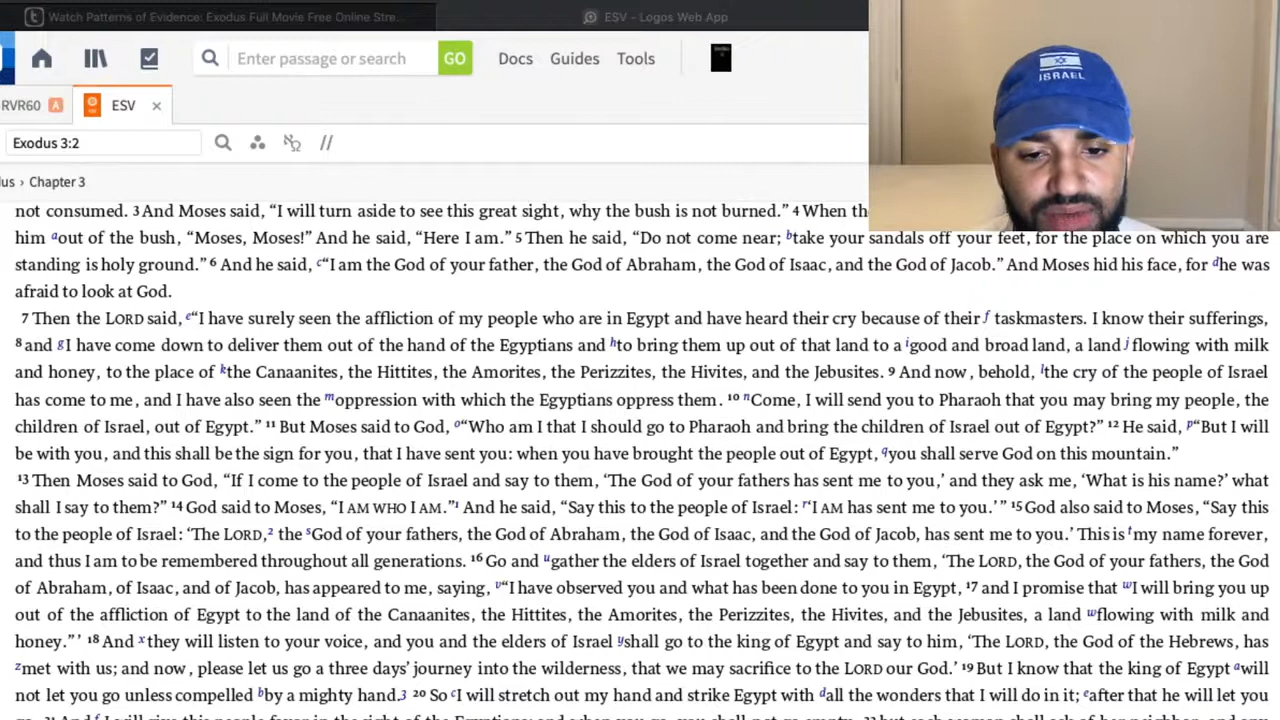 Watch Patterns of Evidence: Exodus Full Movie Free Online Stre...
ESV - Logos Web App
Enter passage or search GO Docs Guides Tools
RVR60 A ESV ×
Exodus 3:2
us › Chapter 3
ISRAEL
not consumed. 3 And Moses said, “I will turn aside to see this great sight, why the bush is not burned.” 4 When th
him a out of the bush, “Moses, Moses!” And he said, “Here I am.” 5 Then he said, “Do not come near; b take your sandals off your feet, for the place on which you are
standing is holy ground.” 6 And he said, c “I am the God of your father, the God of Abraham, the God of Isaac, and the God of Jacob.” And Moses hid his face, for d he was
afraid to look at God.
7 Then the LORD said, e “I have surely seen the affliction of my people who are in Egypt and have heard their cry because of their f taskmasters. I know their sufferings,
8 and g I have come down to deliver them out of the hand of the Egyptians and h to bring them up out of that land to a i good and broad land, a land j flowing with milk
and honey, to the place of k the Canaanites, the Hittites, the Amorites, the Perizzites, the Hivites, and the Jebusites. 9 And now, behold, l the cry of the people of Israel
has come to me, and I have also seen the m oppression with which the Egyptians oppress them. 10 n Come, I will send you to Pharaoh that you may bring my people, the
children of Israel, out of Egypt.” 11 But Moses said to God, o “Who am I that I should go to Pharaoh and bring the children of Israel out of Egypt?” 12 He said, p “But I will
be with you, and this shall be the sign for you, that I have sent you: when you have brought the people out of Egypt, q you shall serve God on this mountain.”
13 Then Moses said to God, “If I come to the people of Israel and say to them, ‘The God of your fathers has sent me to you,’ and they ask me, ‘What is his name?’ what
shall I say to them?” 14 God said to Moses, “I AM WHO I AM.” 1 And he said, “Say this to the people of Israel: r ‘I AM has sent me to you.’ ” 15 God also said to Moses, “Say this
to the people of Israel: ‘The LORD, 2 the s God of your fathers, the God of Abraham, the God of Isaac, and the God of Jacob, has sent me to you.’ This is t my name forever,
and thus I am to be remembered throughout all generations. 16 Go and u gather the elders of Israel together and say to them, ‘The LORD, the God of your fathers, the God
of Abraham, of Isaac, and of Jacob, has appeared to me, saying, v “I have observed you and what has been done to you in Egypt, 17 and I promise that w I will bring you up
out of the affliction of Egypt to the land of the Canaanites, the Hittites, the Amorites, the Perizzites, the Hivites, and the Jebusites, a land w flowing with milk and
honey.” ’ 18 And x they will listen to your voice, and you and the elders of Israel y shall go to the king of Egypt and say to him, ‘The LORD, the God of the Hebrews, has
z met with us; and now, please let us go a three days’ journey into the wilderness, that we may sacrifice to the LORD our God.’ 19 But I know that the king of Egypt a will
not let you go unless compelled b by a mighty hand. 3 20 So c I will stretch out my hand and strike Egypt with d all the wonders that I will do in it; e after that he will let you